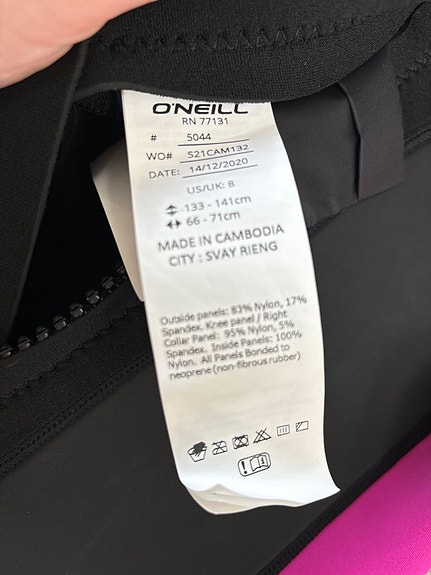 O'NEILL
RN 77131
# 5044
WO# S21CAM132
DATE: 14/12/2020
US/UK: 8
133 - 141cm
66 - 71cm
MADE IN CAMBODIA
CITY : SVAY RIENG
Outside panels: 83% Nylon, 17%
Spandex. Knee panel / Right
Collar Panel: 95% Nylon, 5%
Spandex. Inside Panels: 100%
Nylon. All Panels Bonded to
neoprene (non-fibrous rubber)